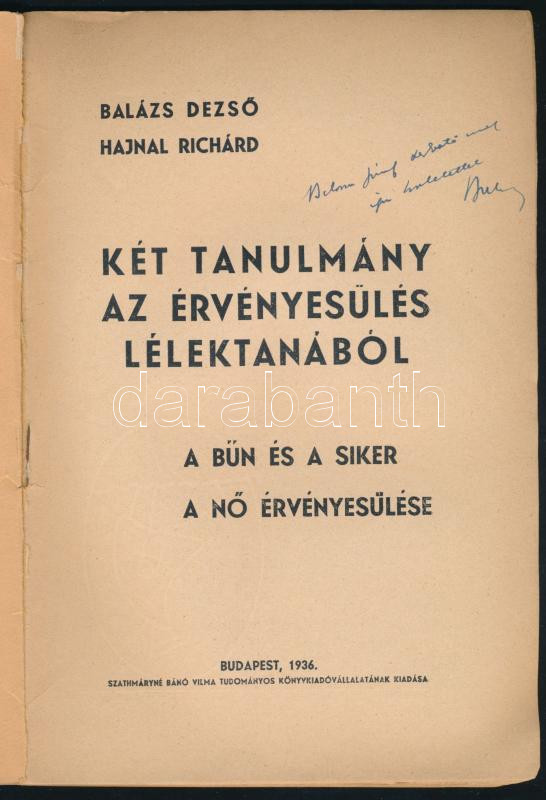 BALÁZS DEZSŐ
HAJNAL RICHÁRD
József
KÉT TANULMÁNY
AZ ÉRVÉNYESÜLÉS
LÉLEKTANÁBÓL
darabanth
A BŰN ÉS A SIKER
A NŐ ÉRVÉNYESÜLÉSE
BUDAPEST, 1936.
SZATHMÁRYNÉ BÁNÓ VILMA TUDOMÁNYOS KÖNYVKIADÓVÁLLALATÁNAK KIADÁSA